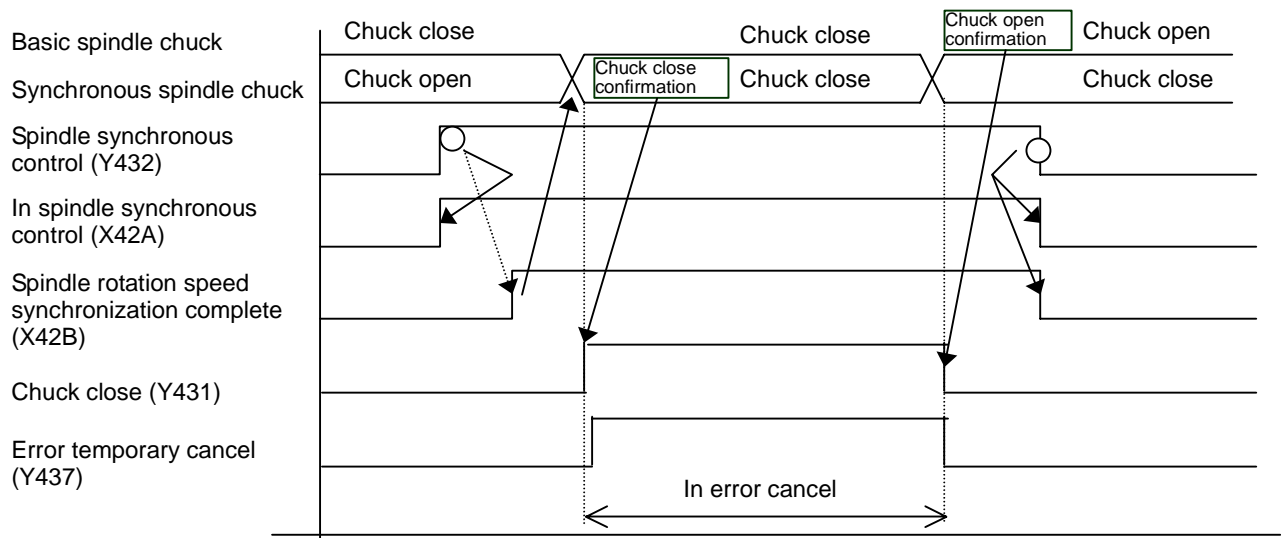 Basic spindle chuck
Chuck close
Chuck close
Chuck open
confirmation
Chuck open
Synchronous spindle chuck
Chuck open
Chuck close
confirmation
Chuck close
Chuck close
Spindle synchronous
control (Y432)
In spindle synchronous
control (X42A)
Spindle rotation speed
synchronization complete
(X42B)
Chuck close (Y431)
Error temporary cancel
(Y437)
In error cancel